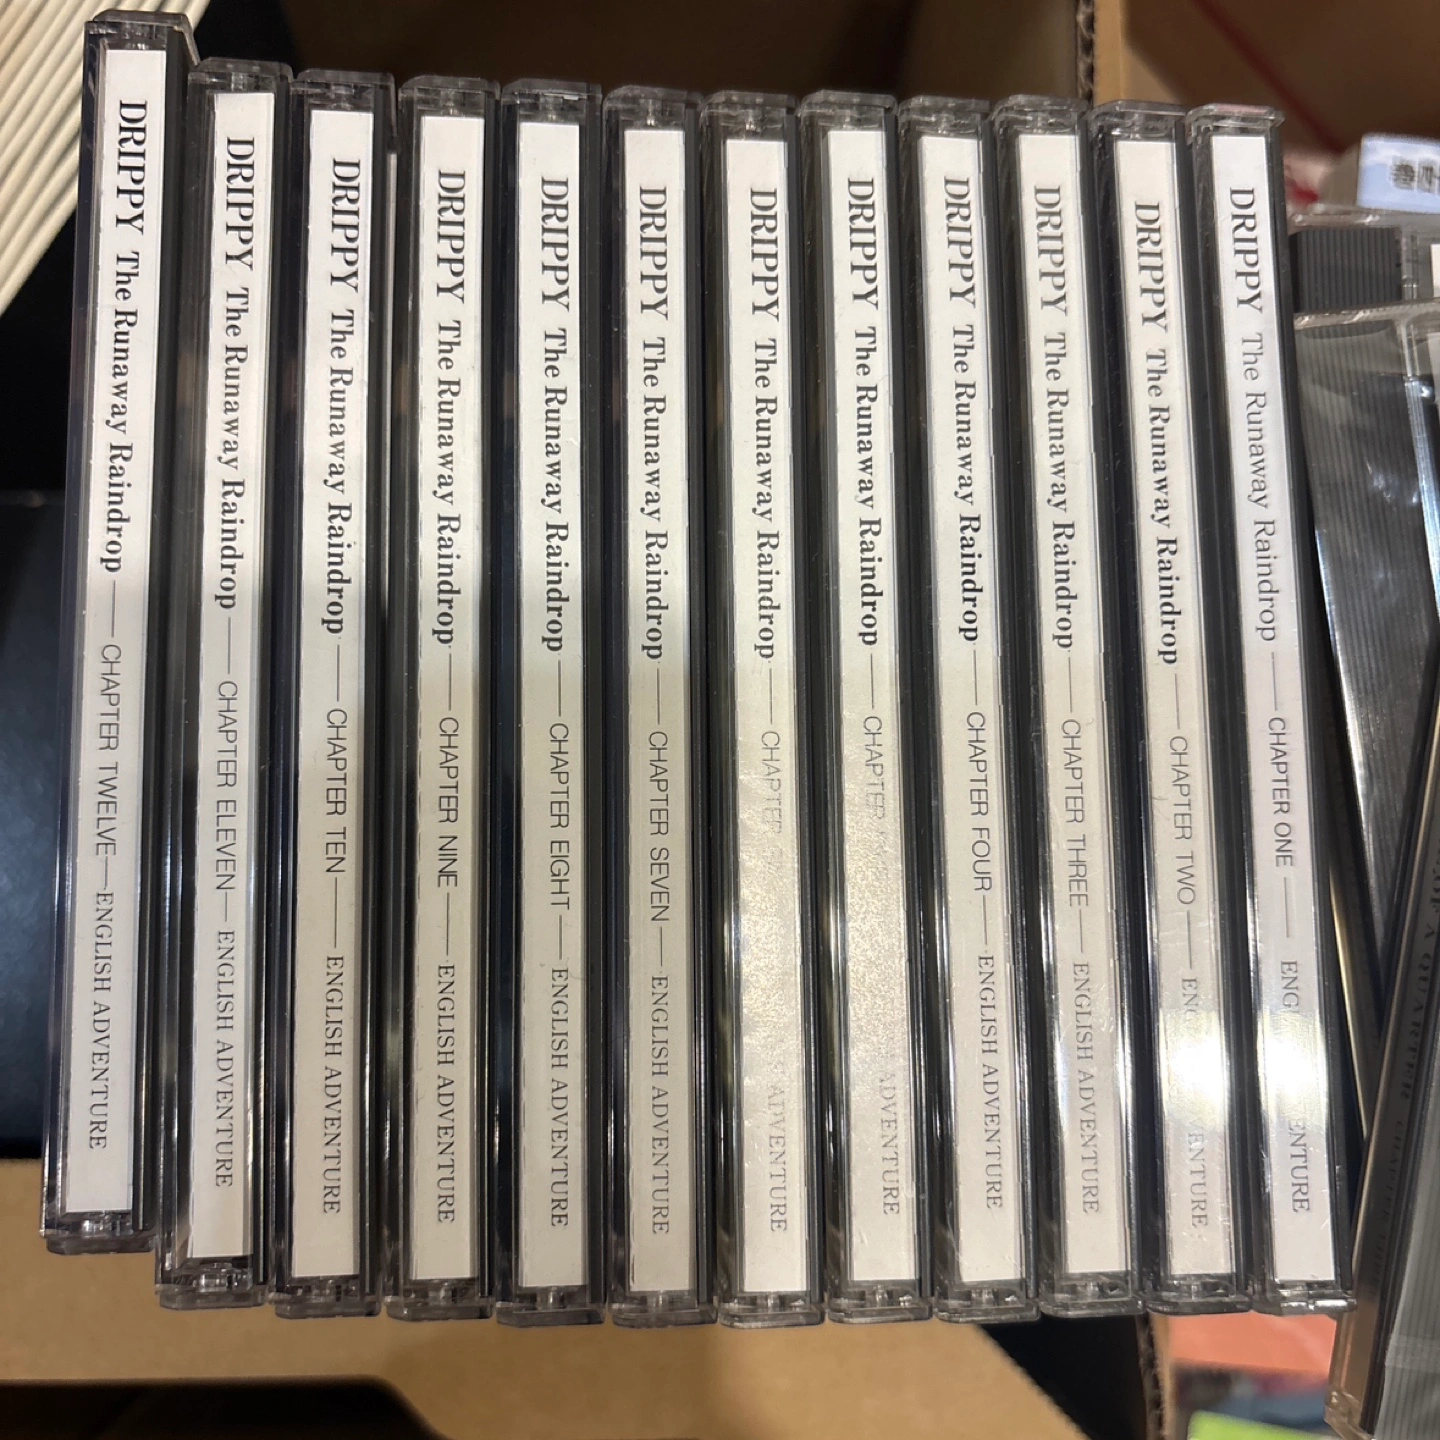 DRIPPY The Runaway Raindrop — CHAPTER TWELVE — ENGLISH ADVENTURE
DRIPPY The Runaway Raindrop — CHAPTER ELEVEN — ENGLISH ADVENTURE
DRIPPY The Runaway Raindrop — CHAPTER TEN — ENGLISH ADVENTURE
DRIPPY The Runaway Raindrop — CHAPTER NINE — ENGLISH ADVENTURE
DRIPPY The Runaway Raindrop — CHAPTER EIGHT — ENGLISH ADVENTURE
DRIPPY The Runaway Raindrop — CHAPTER SEVEN — ENGLISH ADVENTURE
DRIPPY The Runaway Raindrop — CHAPTER ADVENTURE
DRIPPY The Runaway Raindrop — CHAPTER ADVENTURE
DRIPPY The Runaway Raindrop — CHAPTER FOUR — ENGLISH ADVENTURE
DRIPPY The Runaway Raindrop — CHAPTER THREE — ENGLISH ADVENTURE
DRIPPY The Runaway Raindrop — CHAPTER TWO —
DRIPPY The Runaway Raindrop — CHAPTER ONE —